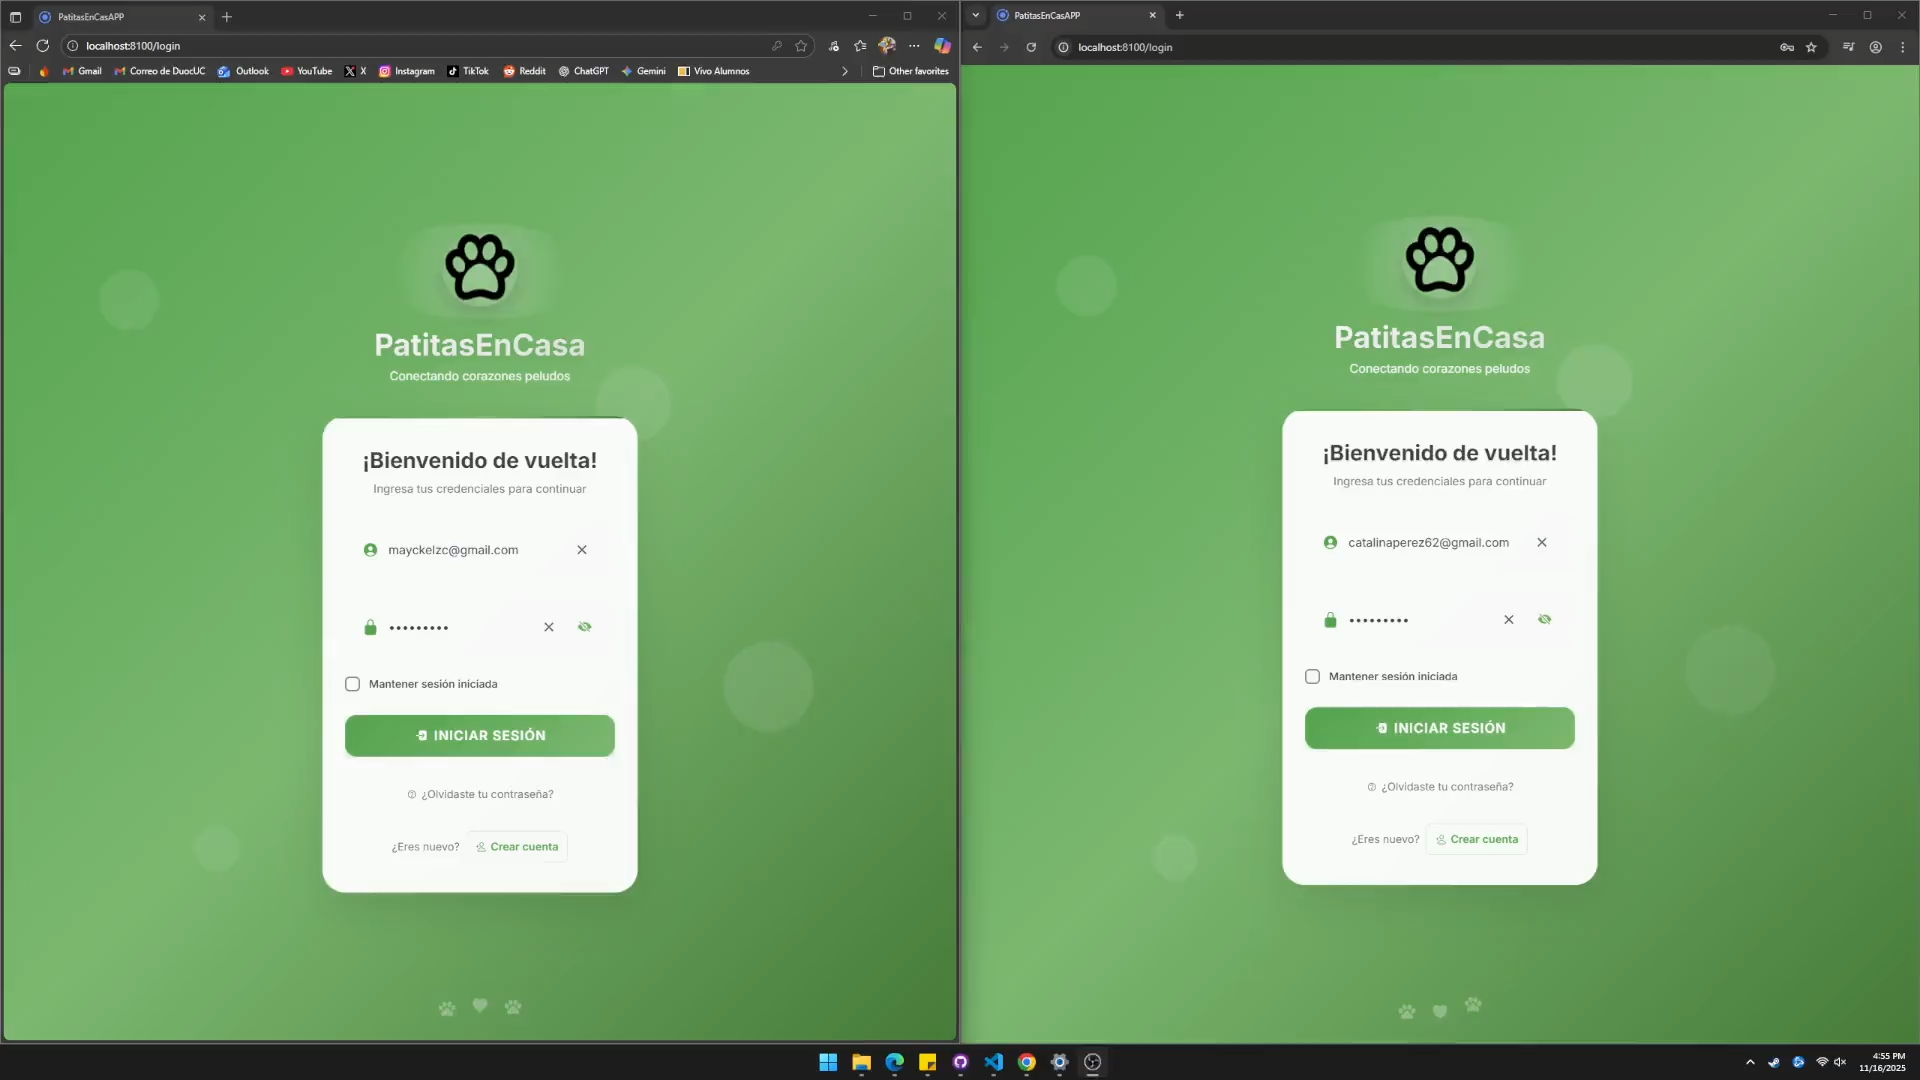 PatitasEnCasAPP
localhost:8100/login
Gmail
Correo de DuocUC
Outlook
YouTube
X
Instagram
TikTok
Reddit
ChatGPT
Gemini
Vivo Alumnos
Other favorites
PatitasEnCasa
Conectando corazones peludos
¡Bienvenido de vuelta!
Ingresa tus credenciales para continuar
mayckelzc@gmail.com
•••••••••
Mantener sesión iniciada
INICIAR SESIÓN
¿Olvidaste tu contraseña?
¿Eres nuevo? Crear cuenta
PatitasEnCasAPP
localhost:8100/login
PatitasEnCasa
Conectando corazones peludos
¡Bienvenido de vuelta!
Ingresa tus credenciales para continuar
catalinaperez62@gmail.com
•••••••••
Mantener sesión iniciada
INICIAR SESIÓN
¿Olvidaste tu contraseña?
¿Eres nuevo? Crear cuenta
4:55 PM
11/16/2025